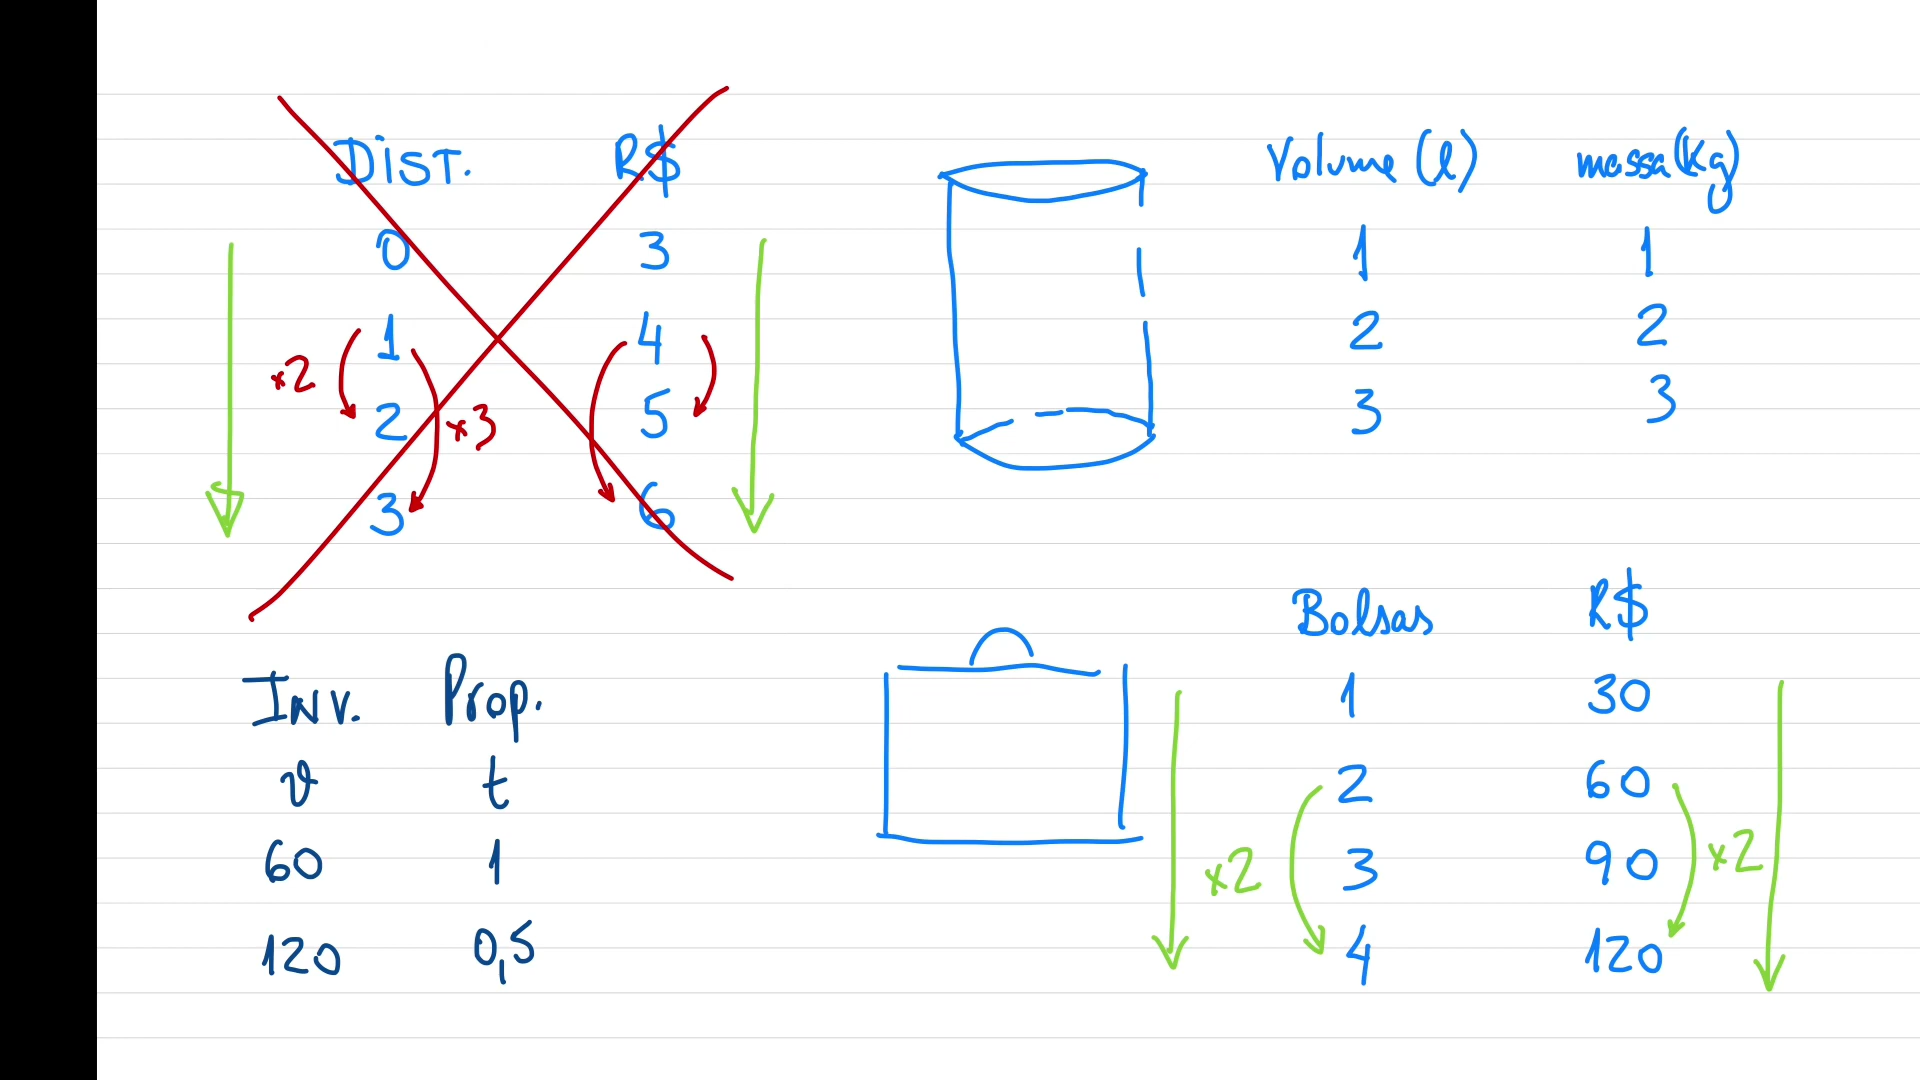 Dist. R$
0 3
1 4
x2
2 x3 5
3 6
Volume (l) massa(kg)
1 1
2 2
3 3
Inv. Prop.
v t
60 1
120 0,5
Bolsas R$
1 30
2 60
x2 3 90 x2
4 120